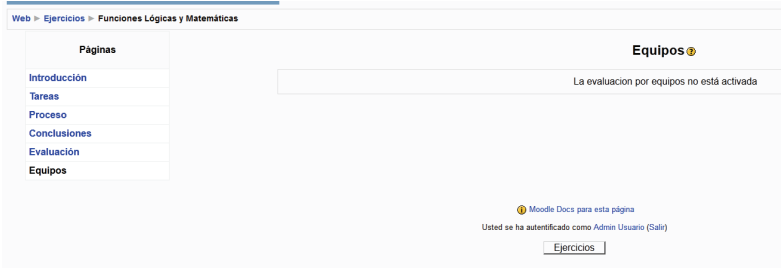 Web ► Ejercicios ► Funciones Lógicas y Matemáticas
Páginas
Introducción
Tareas
Proceso
Conclusiones
Evaluación
Equipos
Equipos
La evaluacion por equipos no está activada
Moodle Docs para esta página
Usted se ha autentificado como Admin Usuario (Salir)
Ejercicios